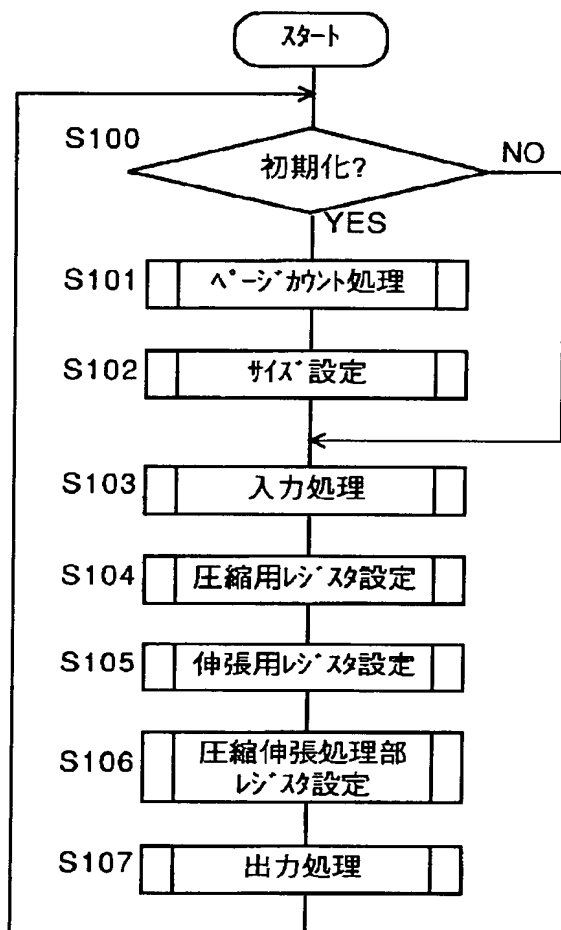 スタート
S100
初期化?
NO
YES
S101
ページカウント処理
S102
サイズ設定
S103
入力処理
S104
圧縮用レジスタ設定
S105
伸張用レジスタ設定
S106
圧縮伸張処理部
レジスタ設定
S107
出力処理